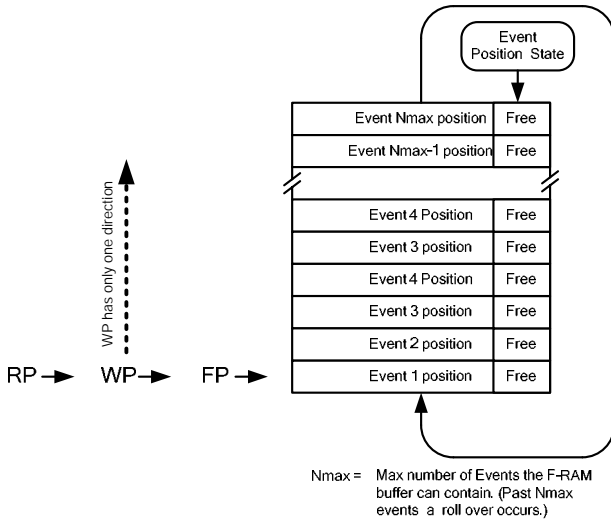 Event
Position State
Event Nmax position Free
Event Nmax-1 position Free
Event 4 Position Free
Event 3 position Free
Event 4 Position Free
Event 3 position Free
Event 2 position Free
Event 1 position Free
WP has only one direction
RP WP FP
Nmax = Max number of Events the F-RAM
buffer can contain. (Past Nmax
events a roll over occurs.)